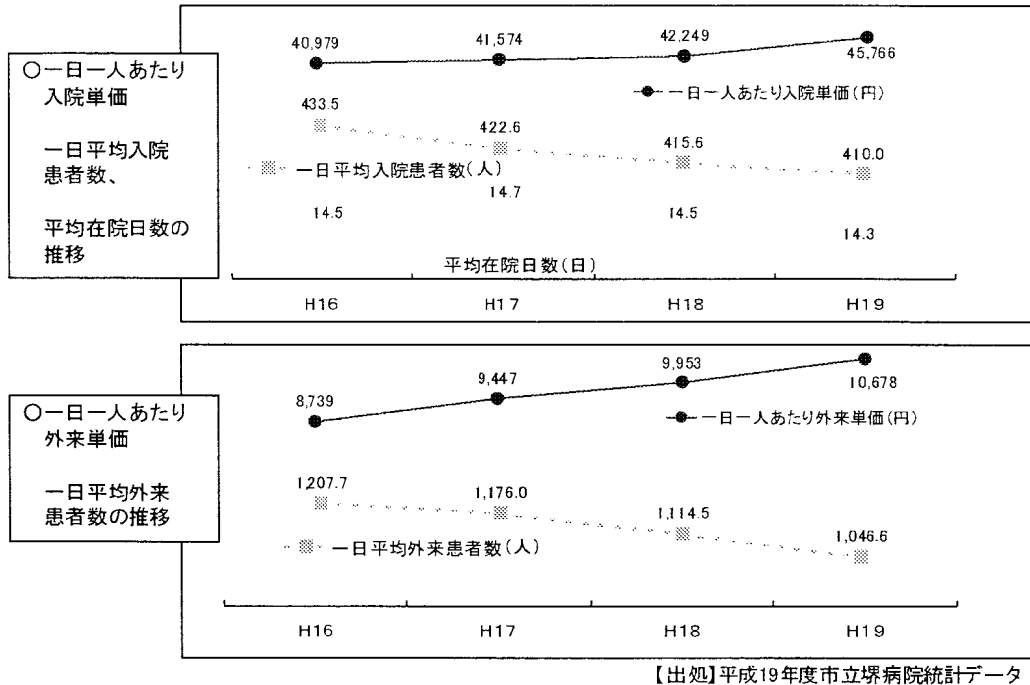 ○一日一人あたり
入院単価
一日平均入院
患者数、
平均在院日数の
推移
40,979
41,574
42,249
45,766
一日一人あたり入院単価(円)
433.5
422.6
415.6
410.0
一日平均入院患者数(人)
14.5
14.7
14.5
14.3
平均在院日数(日)
H16
H17
H18
H19
○一日一人あたり
外来単価
一日平均外来
患者数の推移
8,739
9,447
9,953
10,678
一日一人あたり外来単価(円)
1,207.7
1,176.0
1,114.5
1,046.6
一日平均外来患者数(人)
H16
H17
H18
H19
【出処】平成19年度市立堺病院統計データ